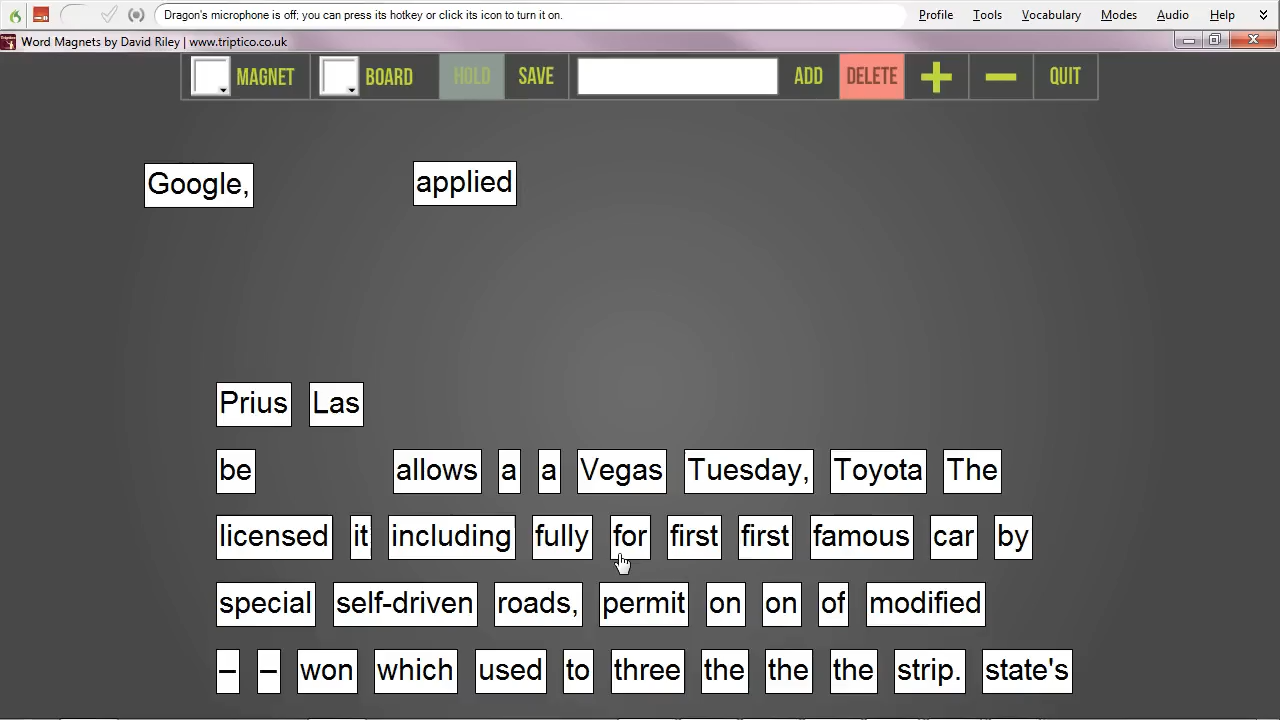 Dragon's microphone is off; you can press its hotkey or click its icon to turn it on. Profile Tools Vocabulary Modes Audio Help
Word Magnets by David Riley | www.triptico.co.uk
MAGNET BOARD HOLD SAVE ADD DELETE + − QUIT
Google, applied
Prius Las
be allows a a Vegas Tuesday, Toyota The
licensed it including fully for first first famous car by
special self-driven roads, permit on on of modified
– – won which used to three the the the strip. state's